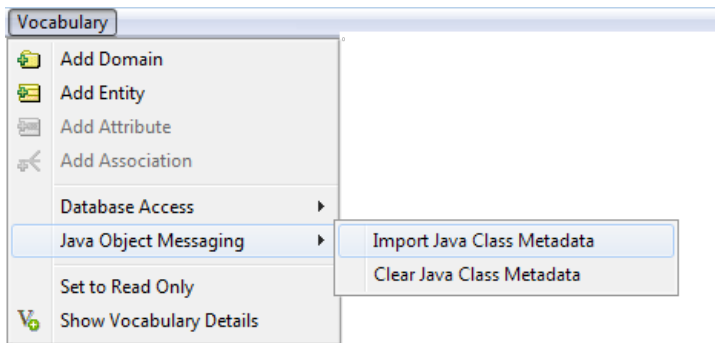 Vocabulary
Add Domain
Add Entity
Add Attribute
Add Association
Database Access
Java Object Messaging
Import Java Class Metadata
Clear Java Class Metadata
Set to Read Only
Show Vocabulary Details